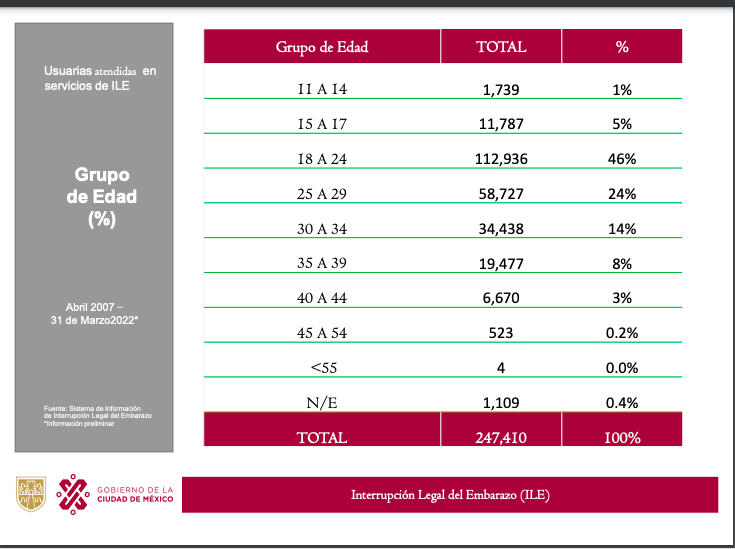 Usuarias atendidas en
servicios de ILE
Grupo
de Edad
(%)
Abril 2007 –
31 de Marzo2022*
Fuente: Sistema de Información
de Interrupción Legal del Embarazo
*Información preliminar
Grupo de Edad TOTAL %
11 A 14 1,739 1%
15 A 17 11,787 5%
18 A 24 112,936 46%
25 A 29 58,727 24%
30 A 34 34,438 14%
35 A 39 19,477 8%
40 A 44 6,670 3%
45 A 54 523 0.2%
<55 4 0.0%
N/E 1,109 0.4%
TOTAL 247,410 100%
GOBIERNO DE LA
CIUDAD DE MÉXICO
Interrupción Legal del Embarazo (ILE)